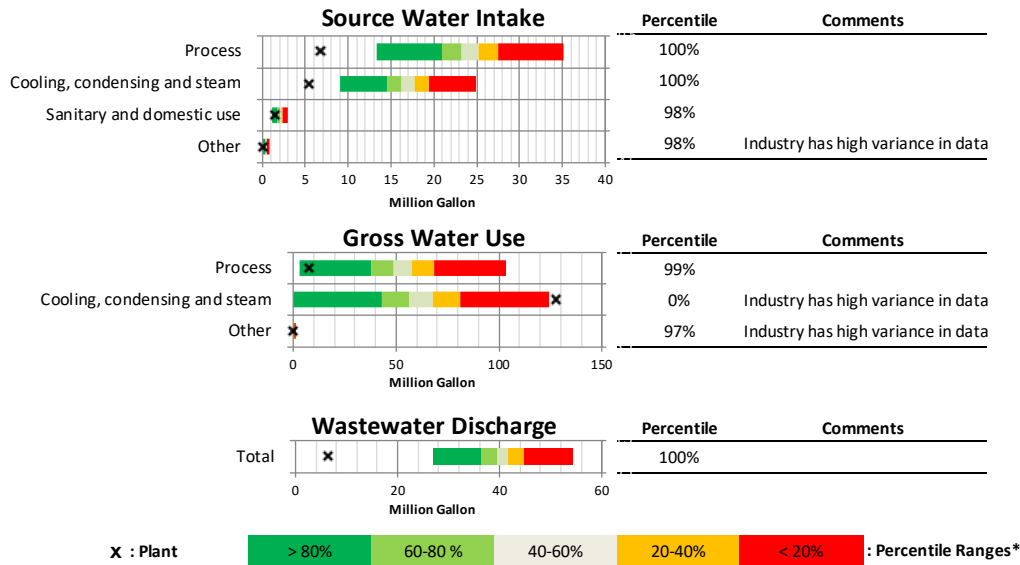 Source Water Intake Percentile Comments
Process 100%
Cooling, condensing and steam 100%
Sanitary and domestic use 98%
Other 98% Industry has high variance in data
0 5 10 15 20 25 30 35 40
Million Gallon
Gross Water Use Percentile Comments
Process 99%
Cooling, condensing and steam 0% Industry has high variance in data
Other 97% Industry has high variance in data
0 50 100 150
Million Gallon
Wastewater Discharge Percentile Comments
Total 100%
0 20 40 60
Million Gallon
x : Plant > 80% 60-80 % 40-60% 20-40% < 20% : Percentile Ranges*